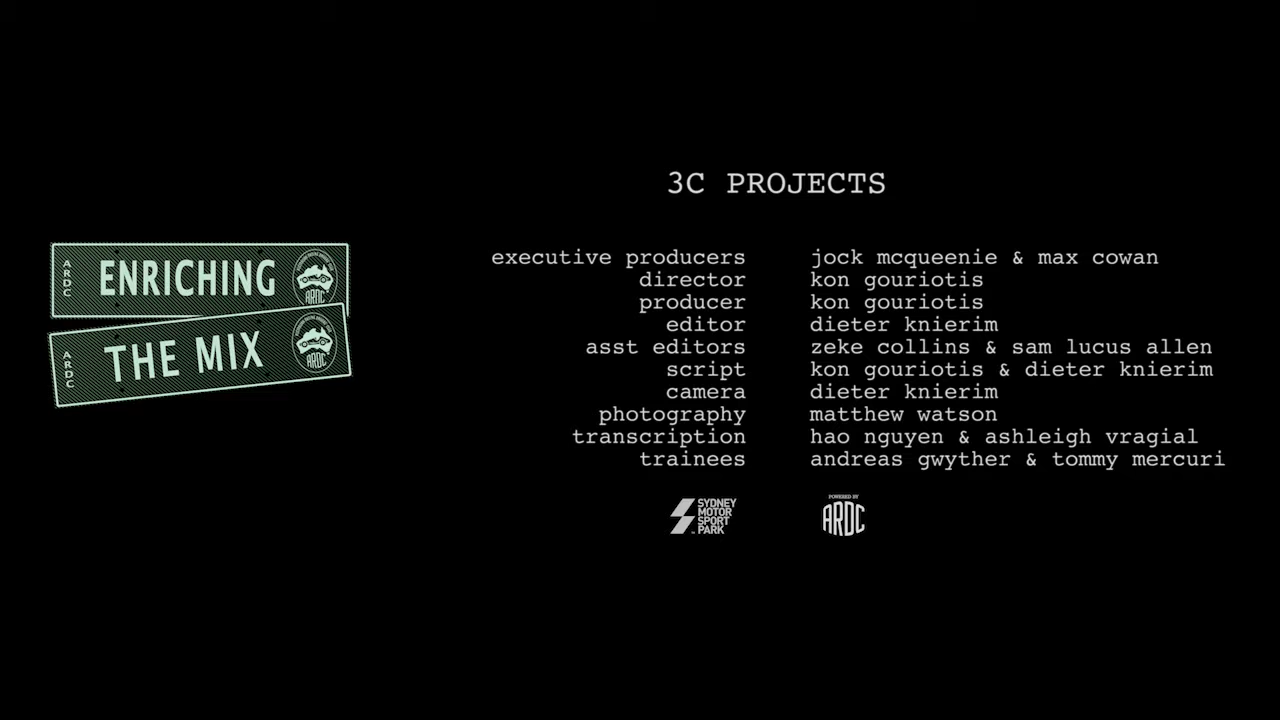 3C PROJECTS
ARDC ENRICHING ARDC
ARDC THE MIX ARDC
executive producers jock mcqueenie & max cowan
director kon gouriotis
producer kon gouriotis
editor dieter knierim
asst editors zeke collins & sam lucus allen
script kon gouriotis & dieter knierim
camera dieter knierim
photography matthew watson
transcription hao nguyen & ashleigh vragial
trainees andreas gwyther & tommy mercuri
SYDNEY
MOTOR
SPORT
PARK
POWERED BY
ARDC